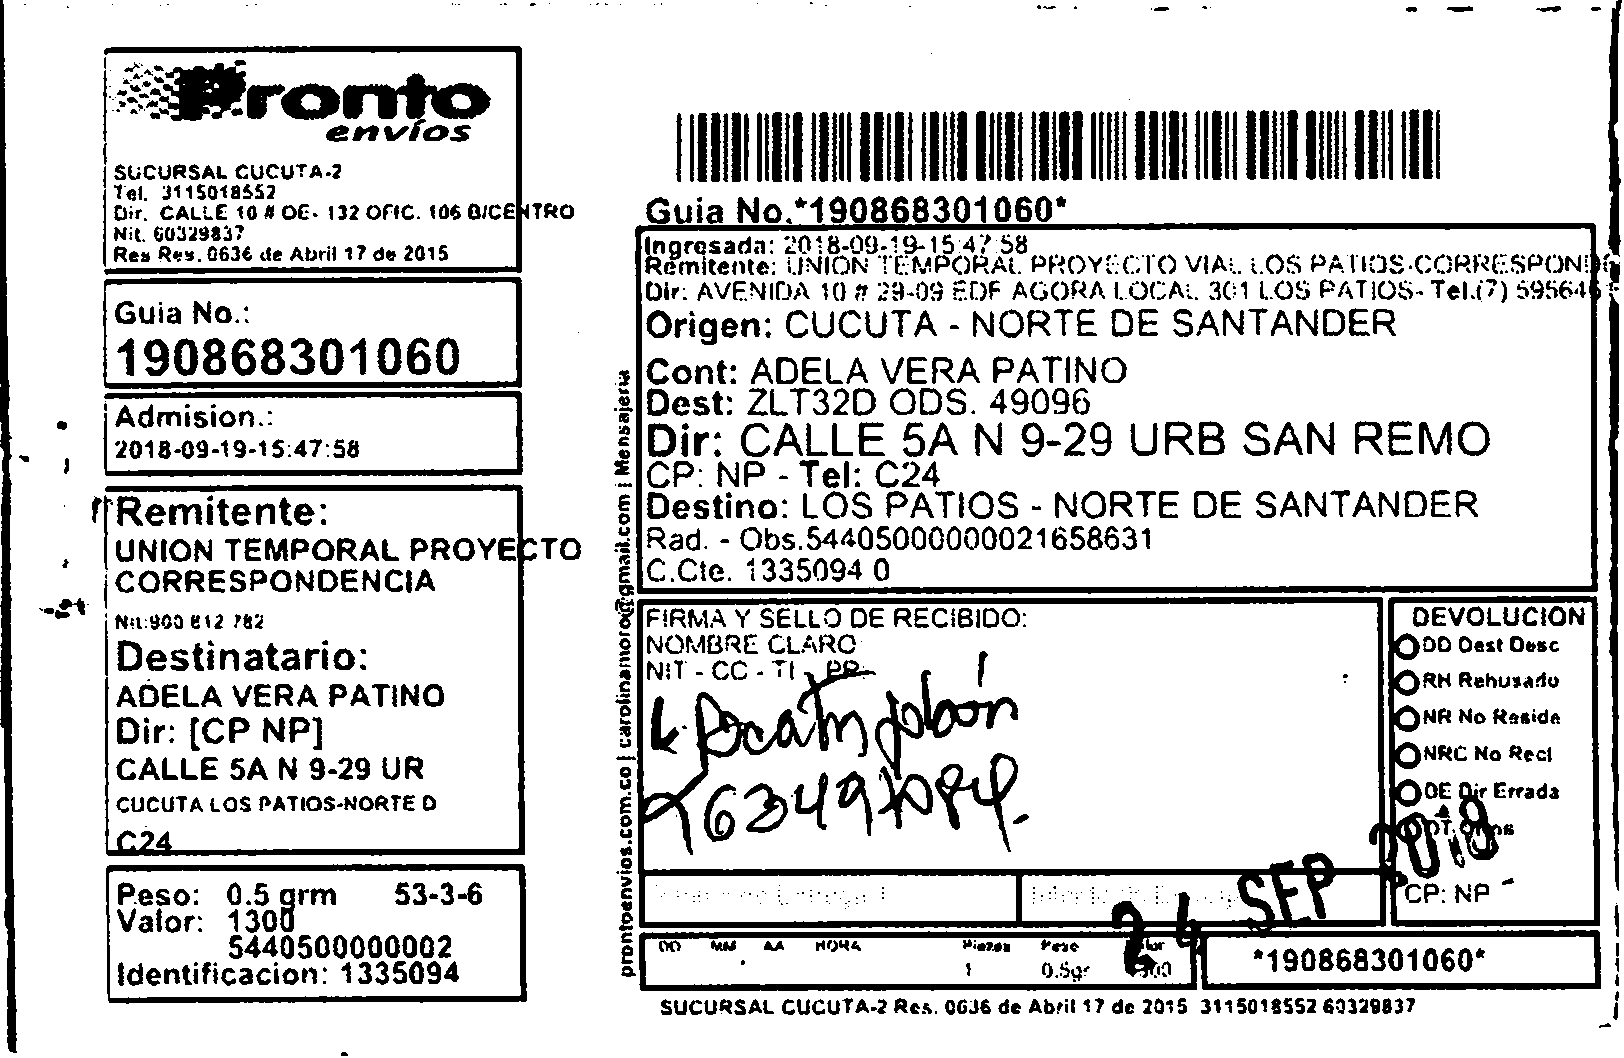 Pronto
envíos
SUCURSAL CUCUTA-2
Tel. 3115018552
Dir. CALLE 10 # OE- 132 OFIC. 106 B/CENTRO
Nit. 60329837
Res Res. 0636 de Abril 17 de 2015
Guia No.:
190868301060
Admision.:
2018-09-19-15:47:58
Remitente:
UNION TEMPORAL PROYECTO
CORRESPONDENCIA
Nit:900 812 782
Destinatario:
ADELA VERA PATINO
Dir: [CP NP]
CALLE 5A N 9-29 UR
CUCUTA LOS PATIOS-NORTE D
C24
Peso: 0.5 grm 53-3-6
Valor: 1300
5440500000002
Identificacion: 1335094
prontoenvios.com.co | carolinamoro@gmail.com | Mensajeria
Guia No.*190868301060*
Ingresada: 2018-09-19-15:47:58
Remitente: UNION TEMPORAL PROYECTO VIAL LOS PATIOS-CORRESPOND
Dir: AVENIDA 10 # 29-09 EDF AGORA LOCAL 301 LOS PATIOS- Tel.(7) 595646
Origen: CUCUTA - NORTE DE SANTANDER
Cont: ADELA VERA PATINO
Dest: ZLT32D ODS. 49096
Dir: CALLE 5A N 9-29 URB SAN REMO
CP: NP - Tel: C24
Destino: LOS PATIOS - NORTE DE SANTANDER
Rad. - Obs.54405000000021658631
C.Cte. 1335094 0
FIRMA Y SELLO DE RECIBIDO:
NOMBRE CLARO
NIT - CC - TI - PP
DEVOLUCION
DD Dest Desc
RH Rehusado
NR No Reside
NRC No Recl
DE Dir Errada
OT Otros
CP: NP
24 SEP 2018
DD MM AA HORA Piezas Peso Valor
1 0.5gr 1300
*190868301060*
SUCURSAL CUCUTA-2 Res. 0636 de Abril 17 de 2015 3115018552 60329837